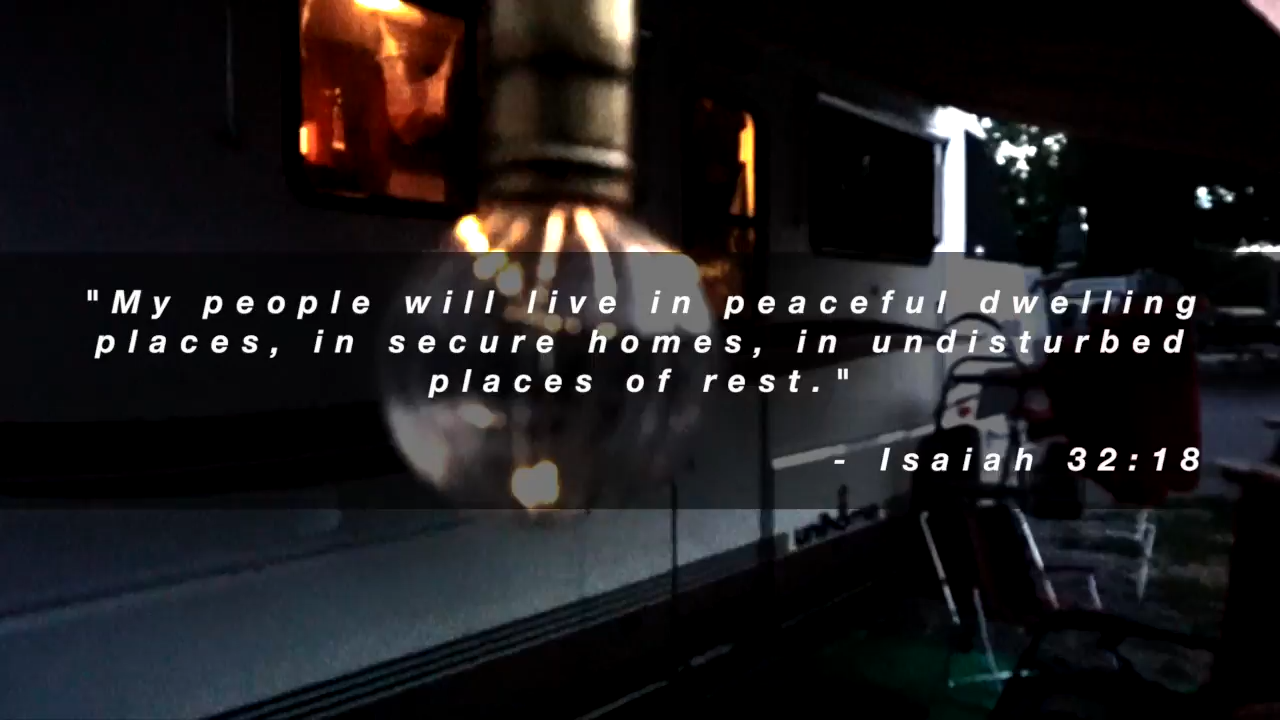 "My people will live in peaceful dwelling
places, in secure homes, in undisturbed
places of rest."
- Isaiah 32:18